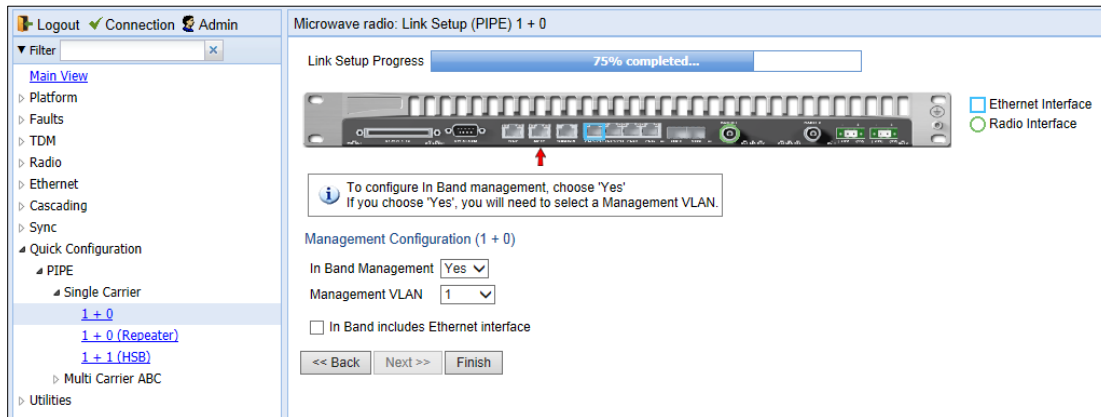 Logout Connection Admin
Filter
Main View
Platform
Faults
TDM
Radio
Ethernet
Cascading
Sync
Quick Configuration
PIPE
Single Carrier
1 + 0
1 + 0 (Repeater)
1 + 1 (HSB)
Multi Carrier ABC
Utilities
Microwave radio: Link Setup (PIPE) 1 + 0
Link Setup Progress 75% completed...
Ethernet Interface
Radio Interface
To configure In Band management, choose 'Yes'
If you choose 'Yes', you will need to select a Management VLAN.
Management Configuration (1 + 0)
In Band Management Yes
Management VLAN 1
In Band includes Ethernet interface
<< Back Next >> Finish